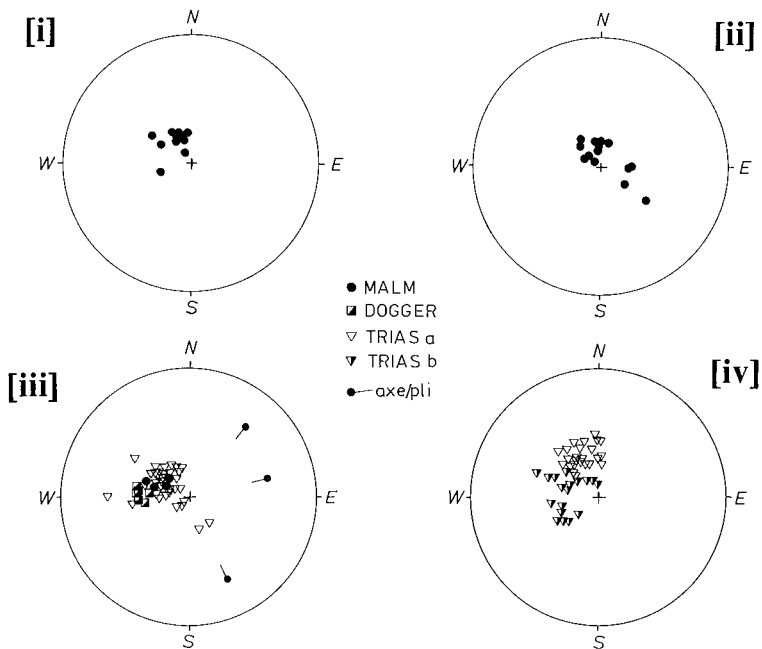 [i]
N
W
E
S
[ii]
N
W
E
S
MALM
DOGGER
TRIAS a
TRIAS b
axe/pli
[iii]
N
W
E
S
[iv]
N
W
E
S